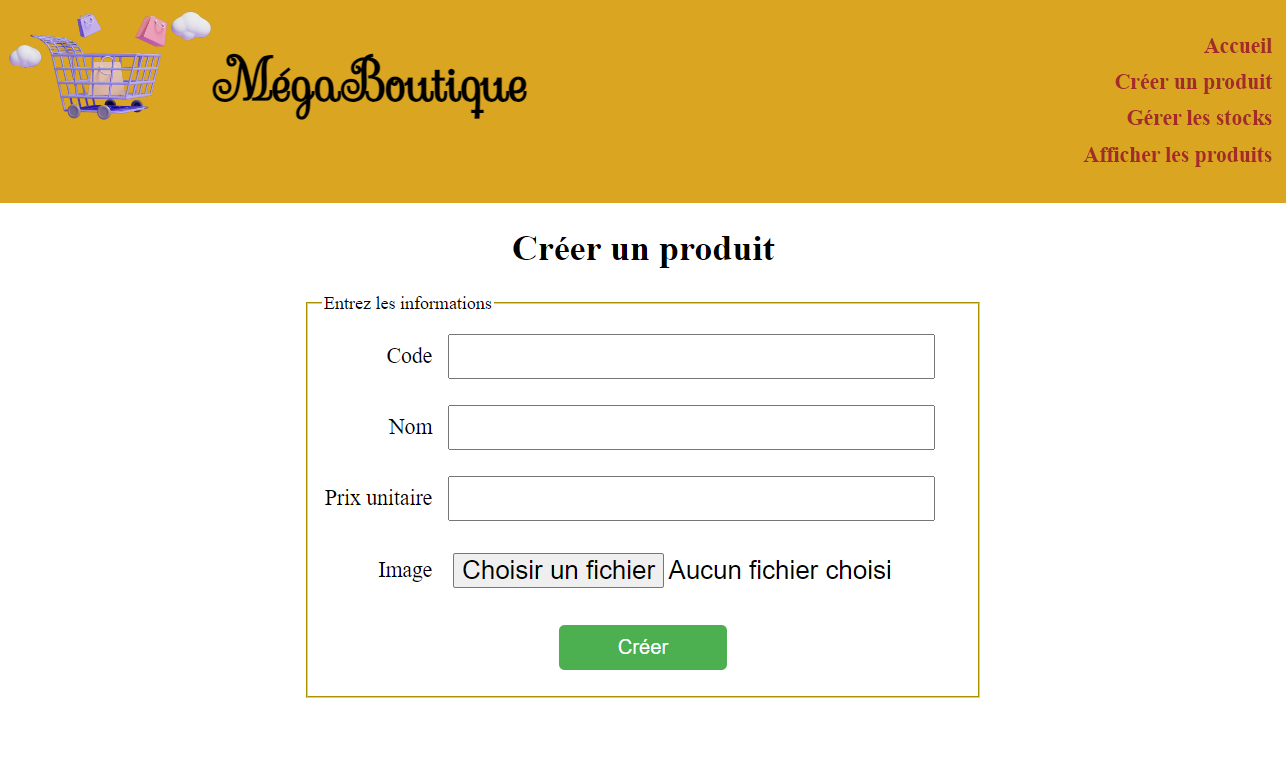 MégaBoutique
Accueil
Créer un produit
Gérer les stocks
Afficher les produits
Créer un produit
Entrez les informations
Code
Nom
Prix unitaire
Image
Choisir un fichier Aucun fichier choisi
Créer